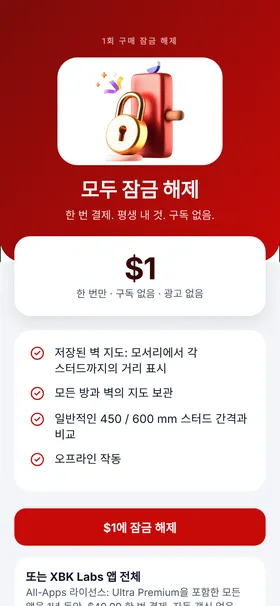 1회 구매 잠금 해제
모두 잠금 해제
한 번 결제. 평생 내 것. 구독 없음.
$1
한 번만 · 구독 없음 · 광고 없음
저장된 벽 지도: 모서리에서 각
스터드까지의 거리 표시
모든 방과 벽의 지도 보관
일반적인 450 / 600 mm 스터드 간격과
비교
오프라인 작동
$1에 잠금 해제
또는 XBK Labs 앱 전체
All-Apps 라이선스: Ultra Premium을 포함한 모든